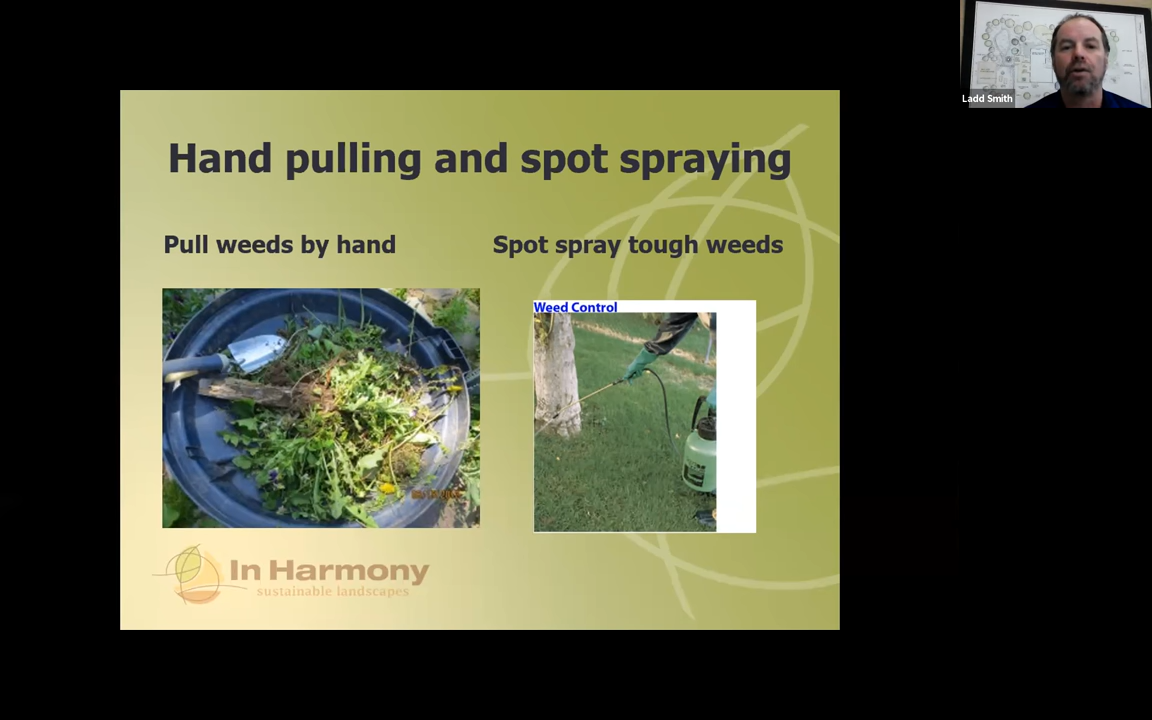 Hand pulling and spot spraying
Pull weeds by hand
Spot spray tough weeds
Weed Control
In Harmony
sustainable landscapes
Ladd Smith